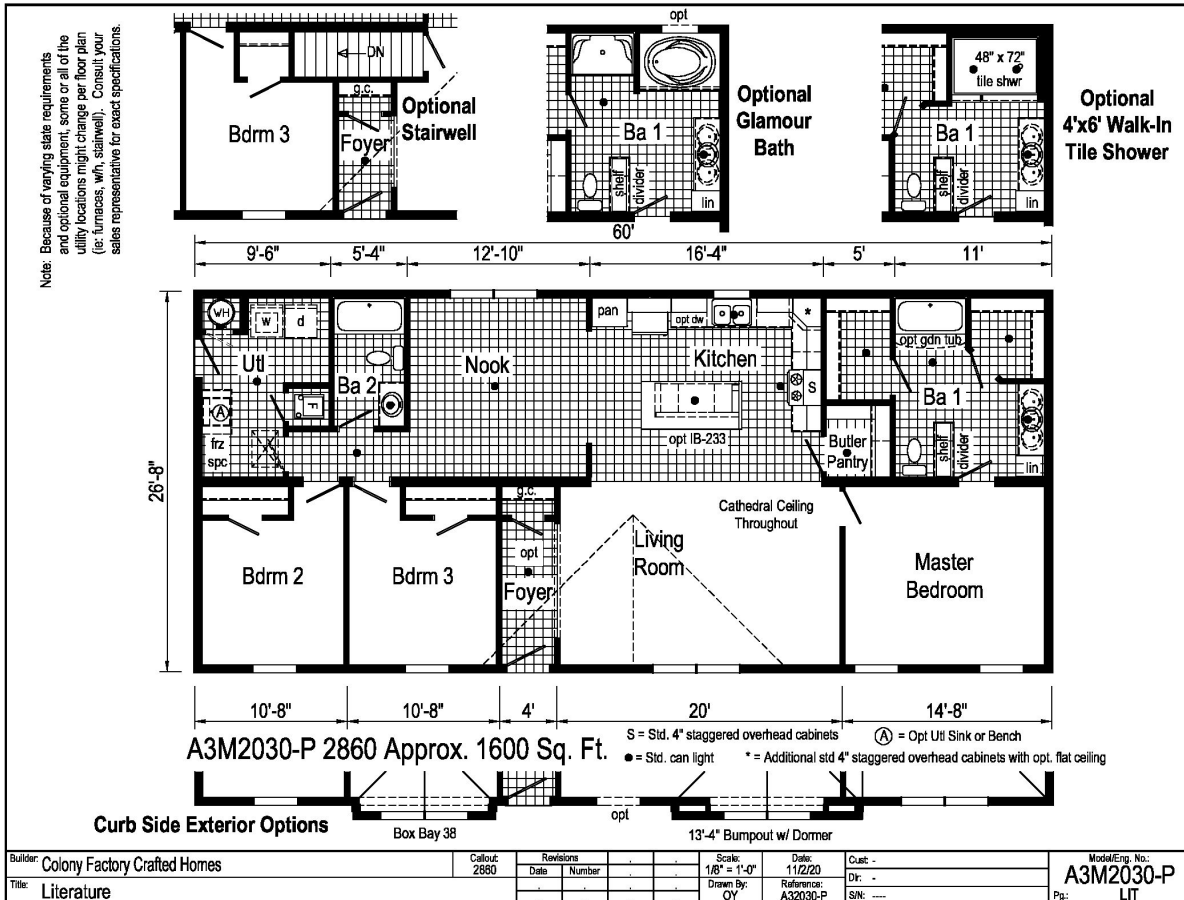 Note: Because of varying state requirements
and optional equipment, some or all of the
utility locations might change per floor plan
(ie: furnaces, w/h, stairwell). Consult your
sales representative for exact specifications.
DN
g.c.
Optional
Stairwell
Bdrm 3
Foyer
opt
Optional
Glamour
Bath
Ba 1
shelf
divider
lin
48" x 72"
tile shwr
Optional
4'x6' Walk-In
Tile Shower
Ba 1
shelf
divider
lin
60'
9'-6"
5'-4"
12'-10"
16'-4"
5'
11'
26'-8"
WH
w
d
pan
opt dw
*
opt gdn tub
Utl
Ba 2
Nook
Kitchen
S
Ba 1
F
A
frz
spc
opt IB-233
Butler
Pantry
shelf
divider
lin
g.c.
Cathedral Ceiling
Throughout
opt
Bdrm 2
Bdrm 3
Foyer
Living
Room
Master
Bedroom
10'-8"
10'-8"
4'
20'
14'-8"
A3M2030-P 2860 Approx. 1600 Sq. Ft.
S = Std. 4" staggered overhead cabinets
A = Opt Utl Sink or Bench
● = Std. can light
* = Additional std 4" staggered overhead cabinets with opt. flat ceiling
Curb Side Exterior Options
Box Bay 38
opt
13'-4" Bumpout w/ Dormer
Builder: Colony Factory Crafted Homes
Callout: 2860
Revisions
Date Number
Scale: 1/8" = 1'-0"
Date: 11/2/20
Cust: -
Dir: -
S/N: ----
Model/Eng. No.:
A3M2030-P
Title: Literature
Drawn By: OY
Reference: A32030-P
Pg.: LIT